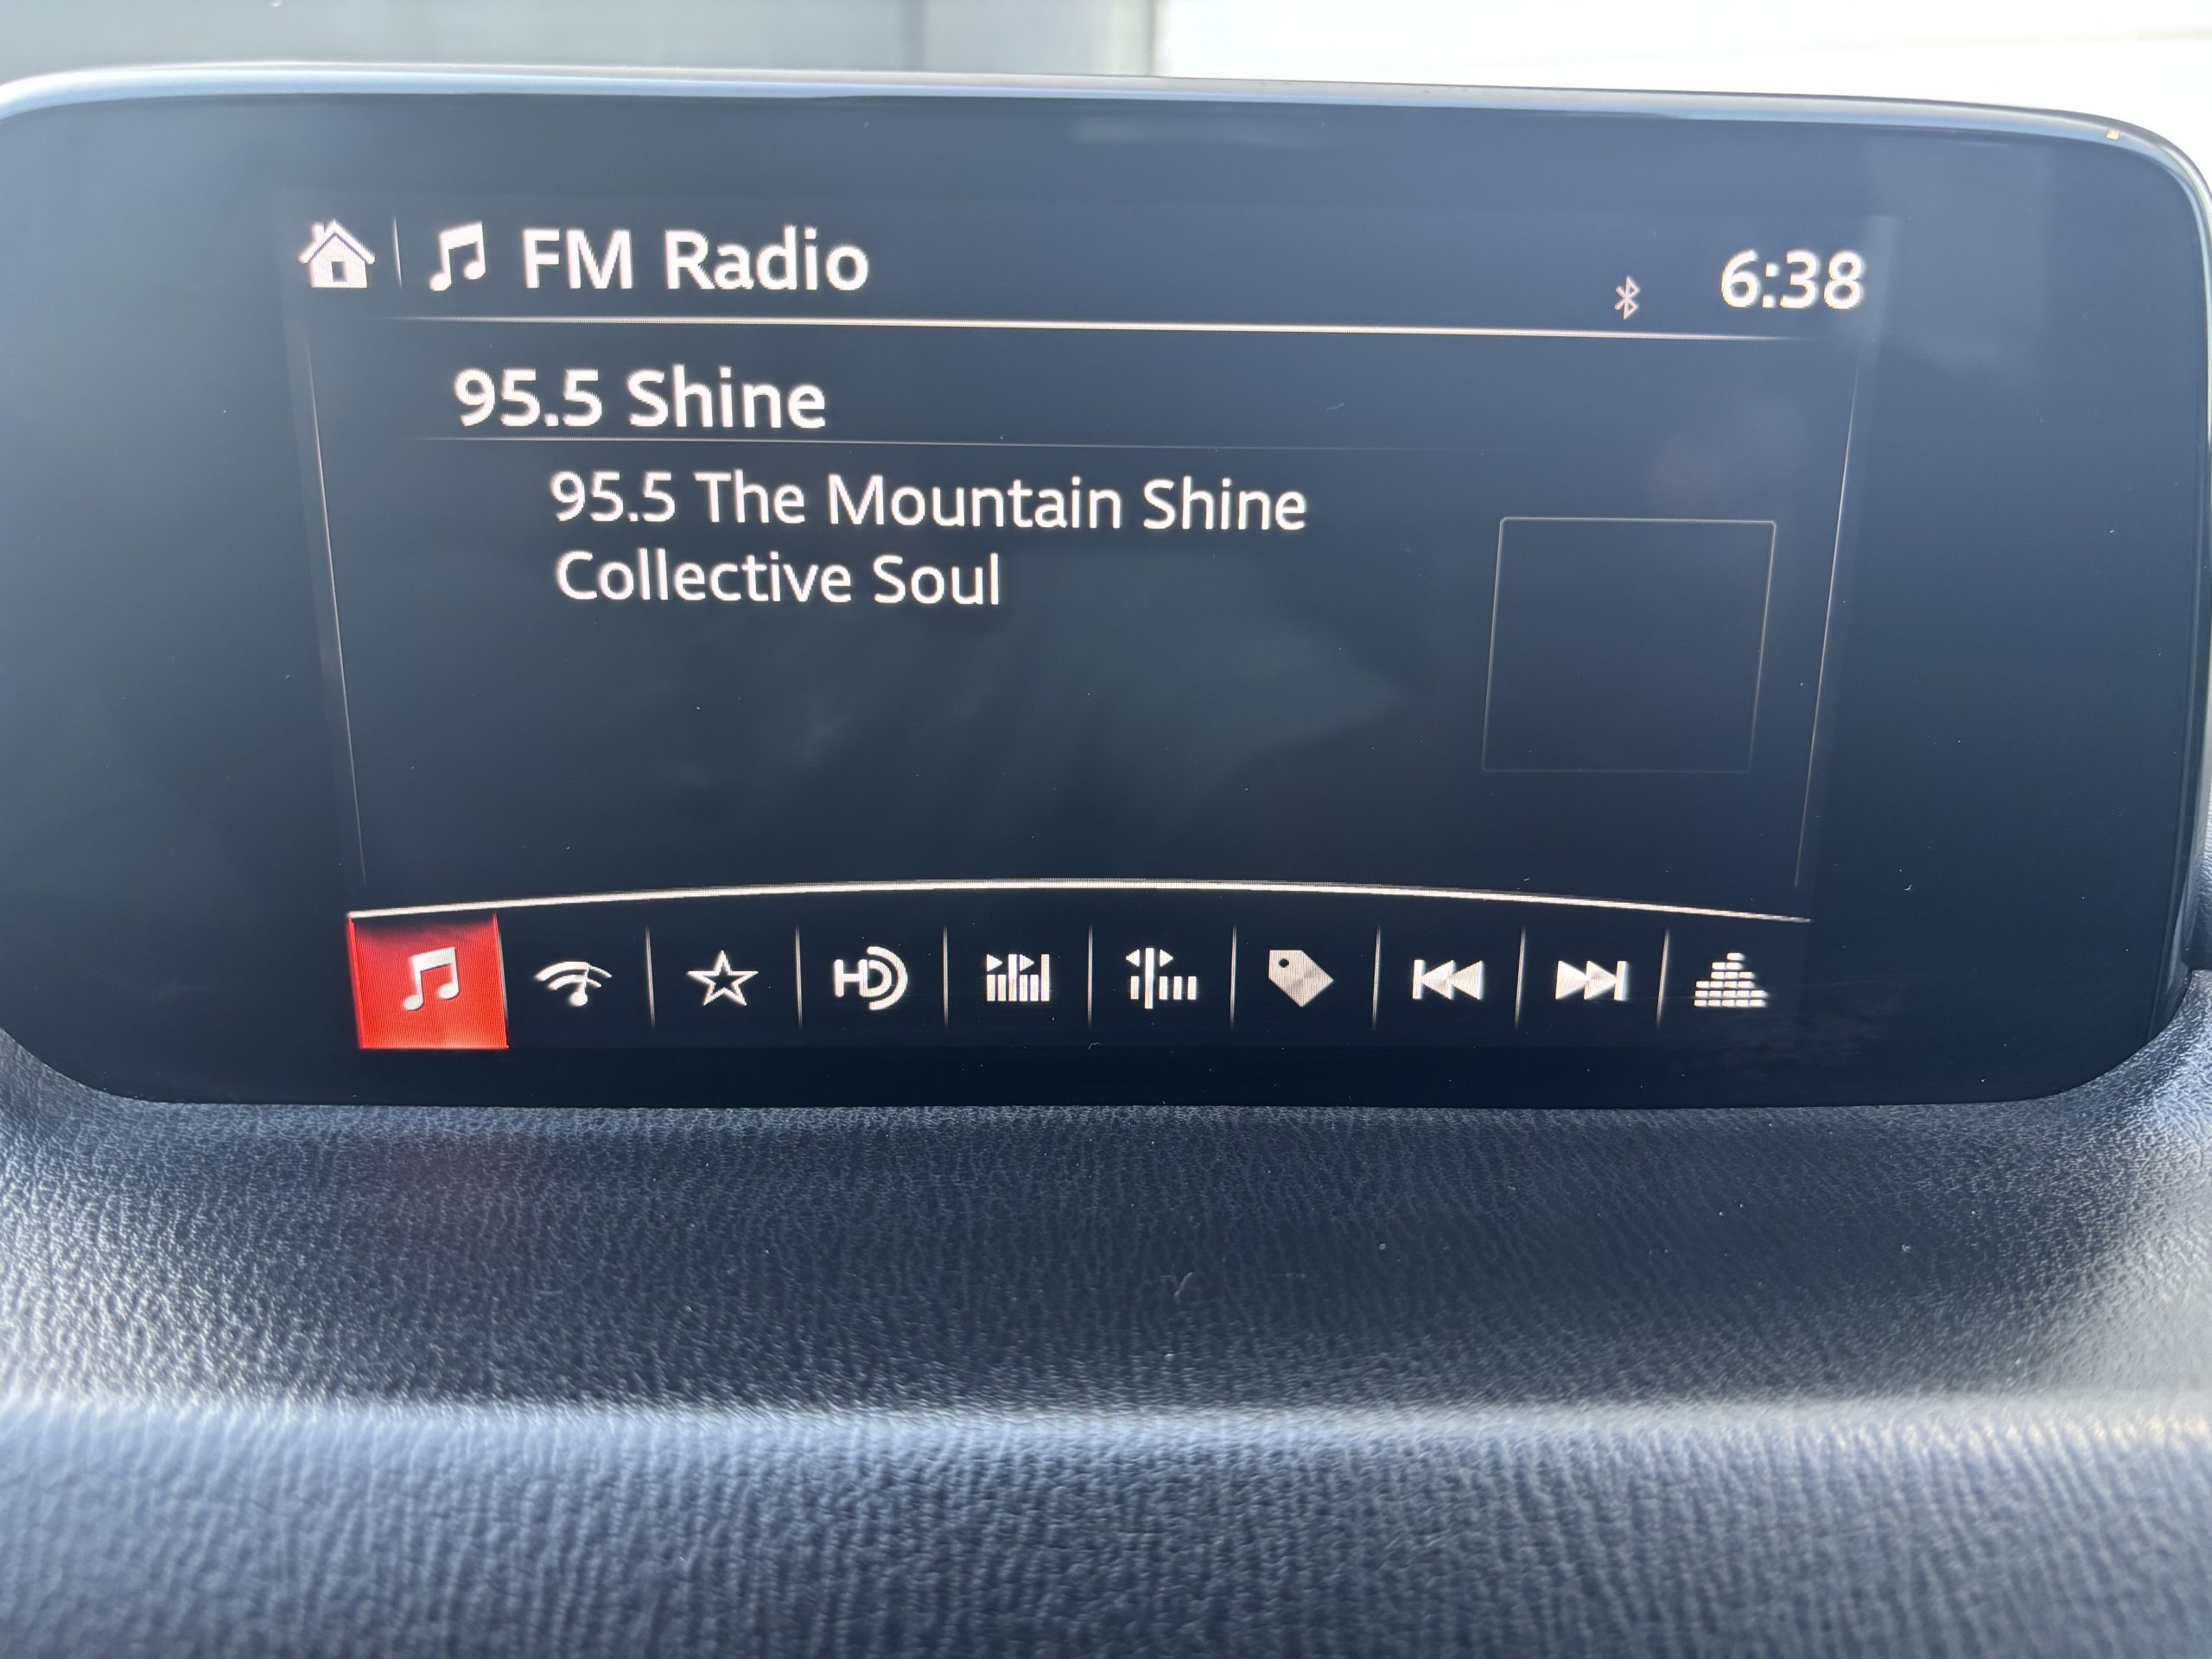 FM Radio
6:38
95.5 Shine
95.5 The Mountain Shine
Collective Soul
HD